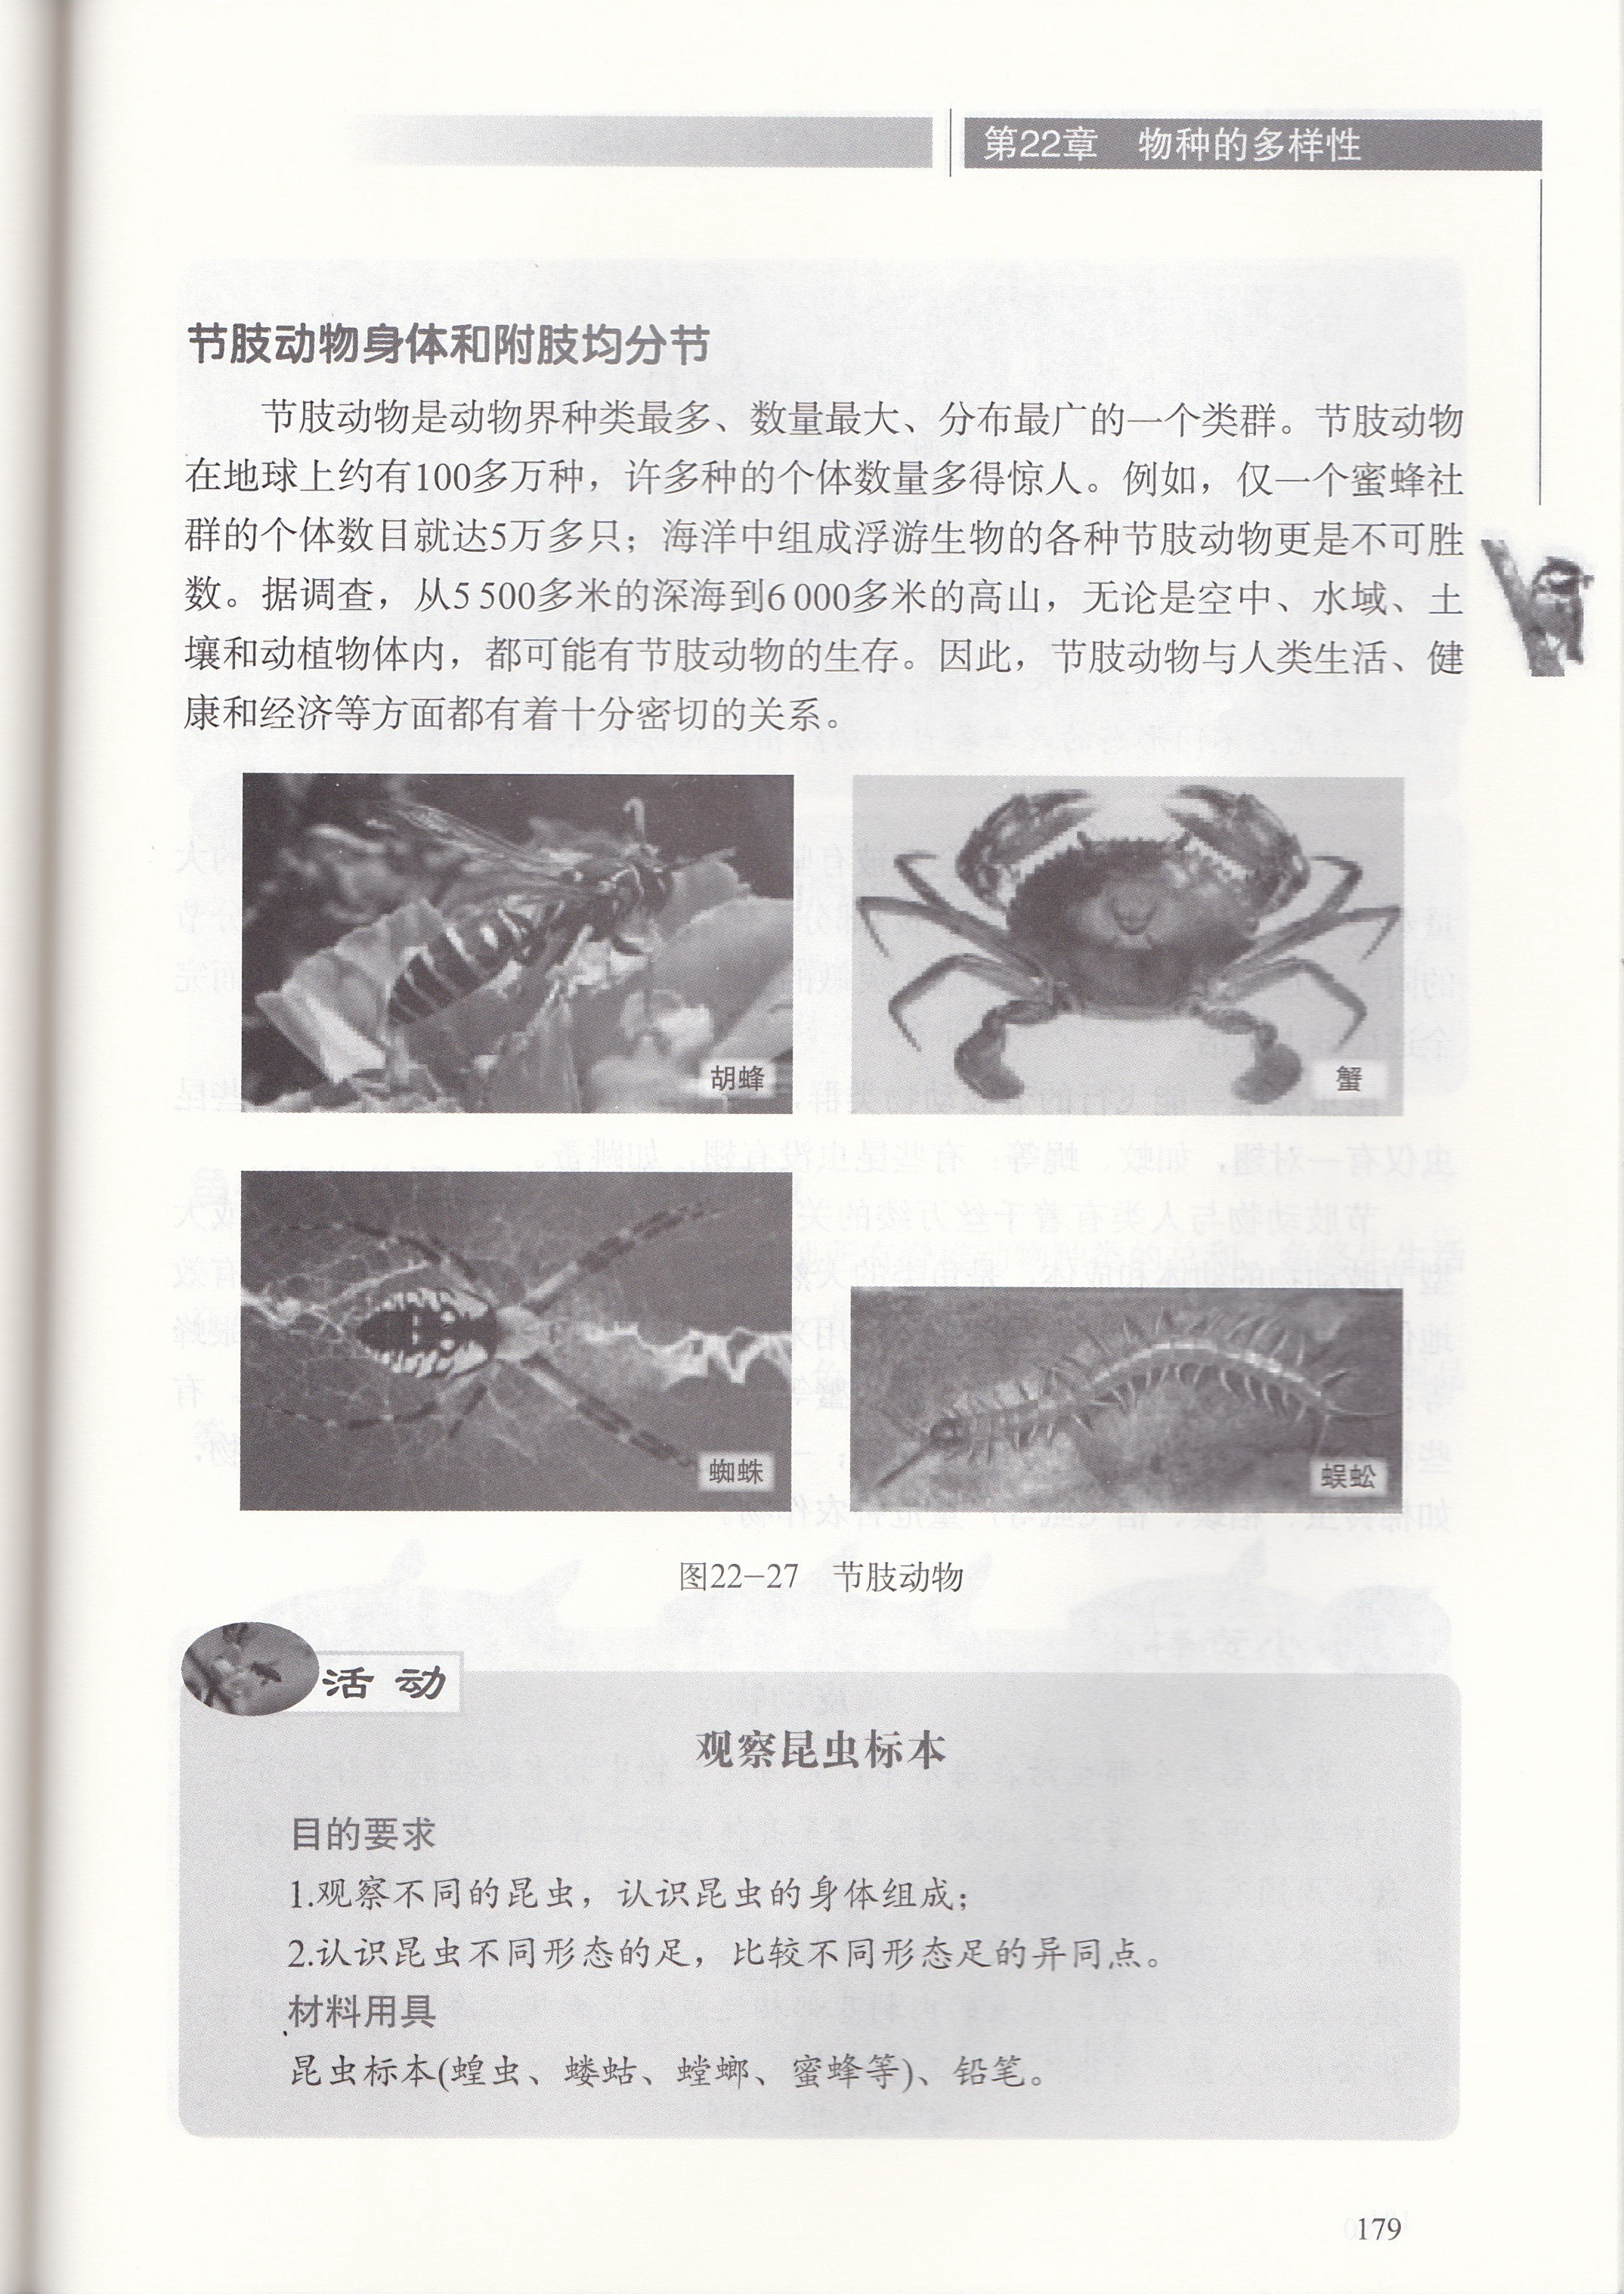 第22章 物种的多样性
节肢动物身体和附肢均分节
节肢动物是动物界种类最多、数量最大、分布最广的一个类群。节肢动物
在地球上约有100多万种，许多种的个体数量多得惊人。例如，仅一个蜜蜂社
群的个体数目就达5万多只；海洋中组成浮游生物的各种节肢动物更是不可胜
数。据调查，从5 500多米的深海到6 000多米的高山，无论是空中、水域、土
壤和动植物体内，都可能有节肢动物的生存。因此，节肢动物与人类生活、健
康和经济等方面都有着十分密切的关系。
胡蜂
蟹
蜘蛛
蜈蚣
图22-27 节肢动物
活动
观察昆虫标本
目的要求
1.观察不同的昆虫，认识昆虫的身体组成；
2.认识昆虫不同形态的足，比较不同形态足的异同点。
材料用具
昆虫标本(蝗虫、蝼蛄、螳螂、蜜蜂等)、铅笔。
179